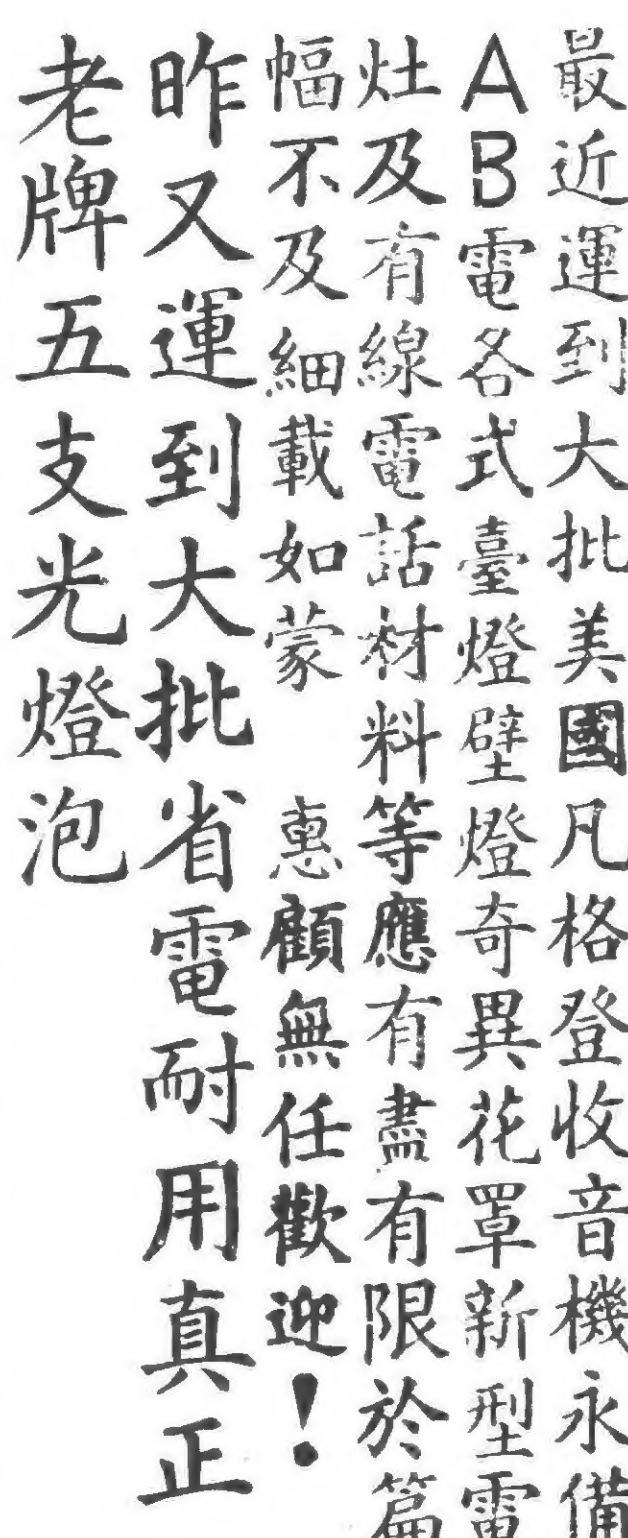 最近運到大批美國凡格登收音機永備
AB電各式臺燈壁燈奇異花罩新型電
灶及有線電話材料等應有盡有限於篇
幅不及細載如蒙　惠顧無任歡迎！
昨又運到大批省電耐用真正
老牌五支光燈泡